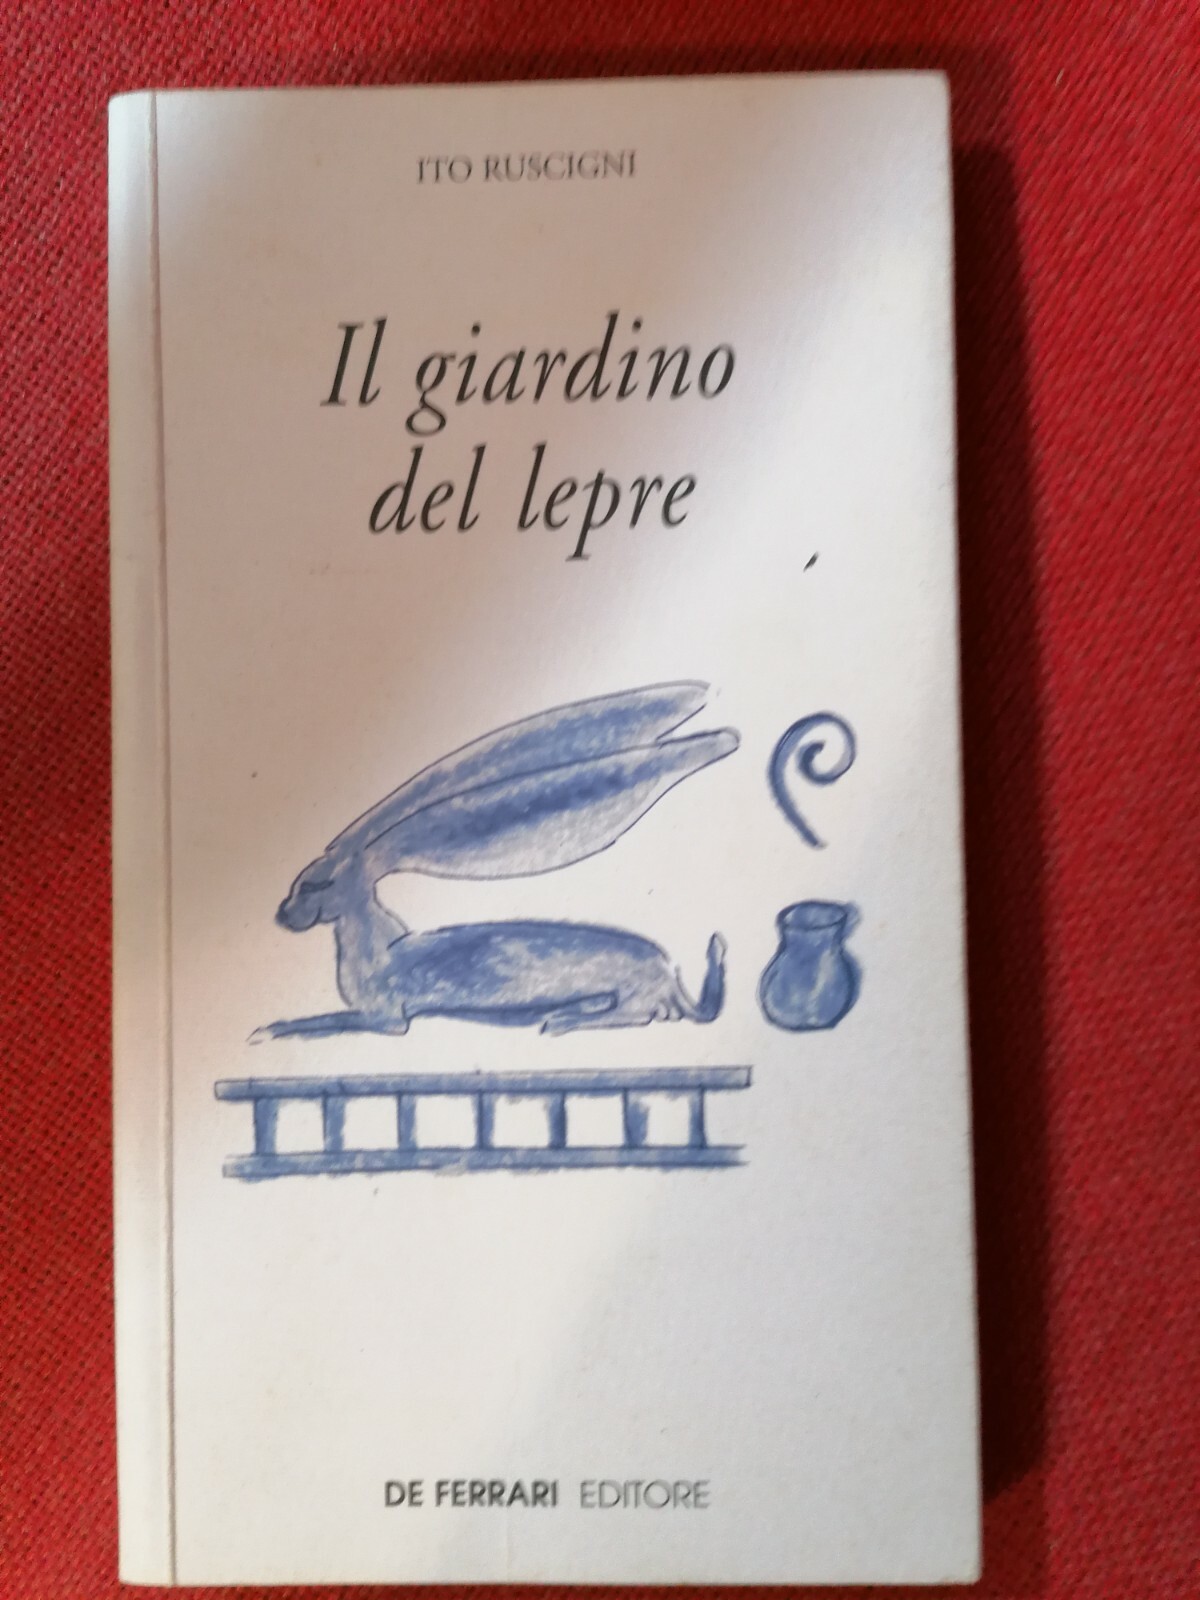 ITO RUSCIGNI
Il giardino
del lepre
DE FERRARI EDITORE